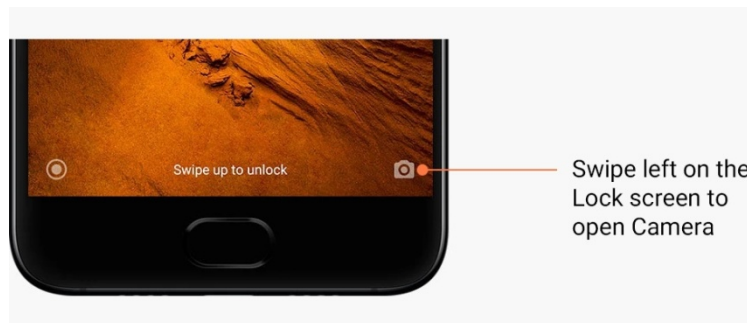 Swipe up to unlock
Swipe left on the
Lock screen to
open Camera